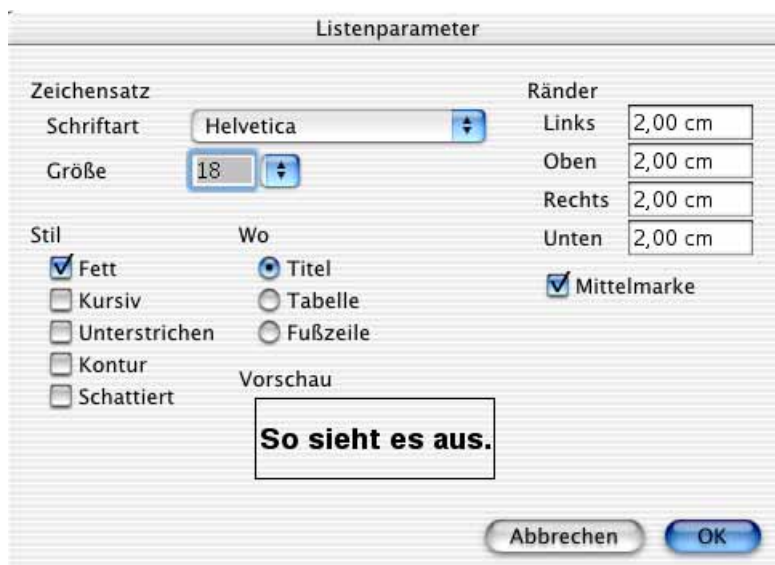 Listenparameter
Zeichensatz
Schriftart Helvetica
Größe 18
Stil
Fett
Kursiv
Unterstrichen
Kontur
Schattiert
Wo
Titel
Tabelle
Fußzeile
Vorschau
So sieht es aus.
Ränder
Links 2,00 cm
Oben 2,00 cm
Rechts 2,00 cm
Unten 2,00 cm
Mittelmarke
Abbrechen OK